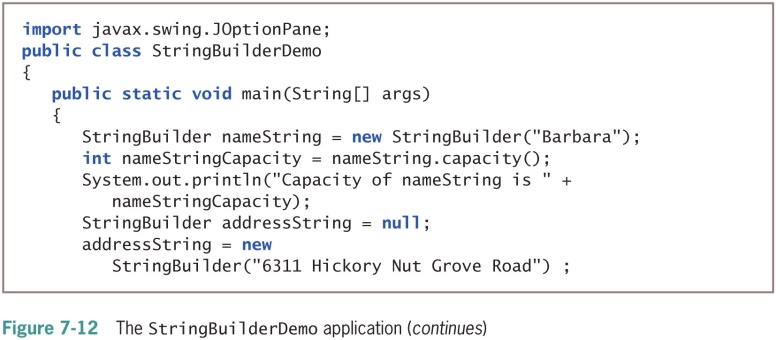 import javax.swing.JOptionPane;
public class StringBuilderDemo
{
   public static void main(String[] args)
   {
      StringBuilder nameString = new StringBuilder("Barbara");
      int nameStringCapacity = nameString.capacity();
      System.out.println("Capacity of nameString is " +
         nameStringCapacity);
      StringBuilder addressString = null;
      addressString = new
         StringBuilder("6311 Hickory Nut Grove Road") ;
Figure 7-12 The StringBuilderDemo application (continues)